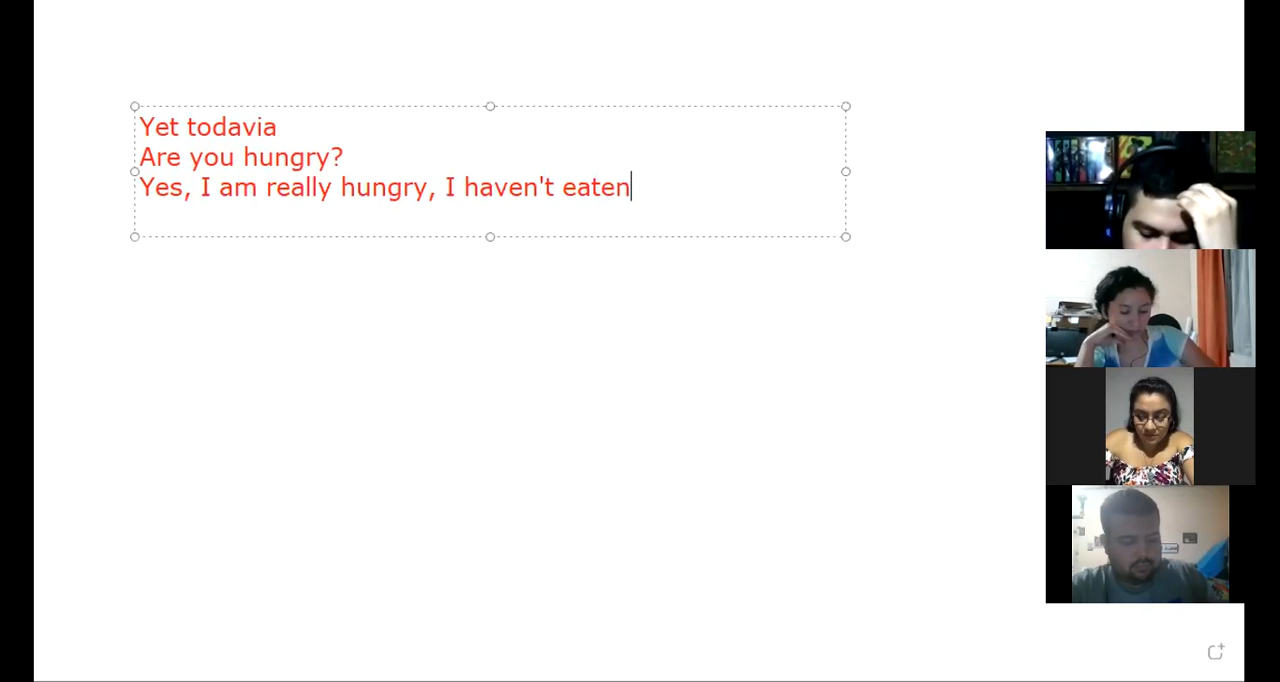 Yet todavia
Are you hungry?
Yes, I am really hungry, I haven't eaten